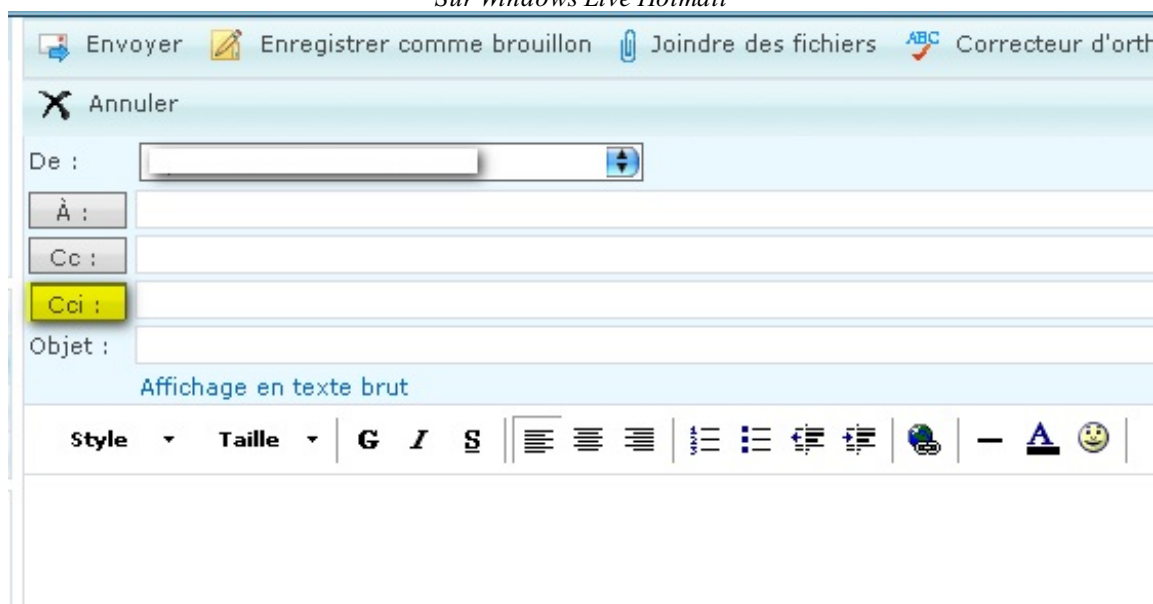 Sur Windows Live Hotmail
Envoyer Enregistrer comme brouillon Joindre des fichiers ABC Correcteur d'orth
Annuler
De :
À :
Cc :
Cci :
Objet :
Affichage en texte brut
Style Taille G I S A